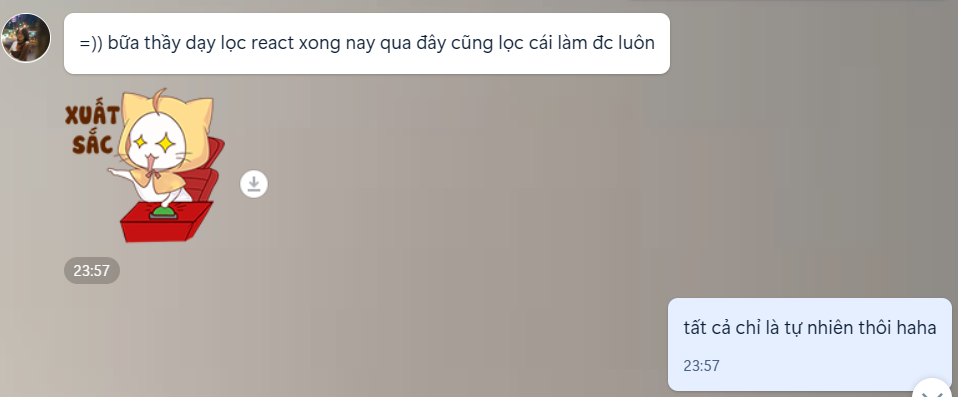 =)) bữa thầy dạy lọc react xong nay qua đây cũng lọc cái làm đc luôn
XUẤT
SẮC
23:57
tất cả chỉ là tự nhiên thôi haha
23:57